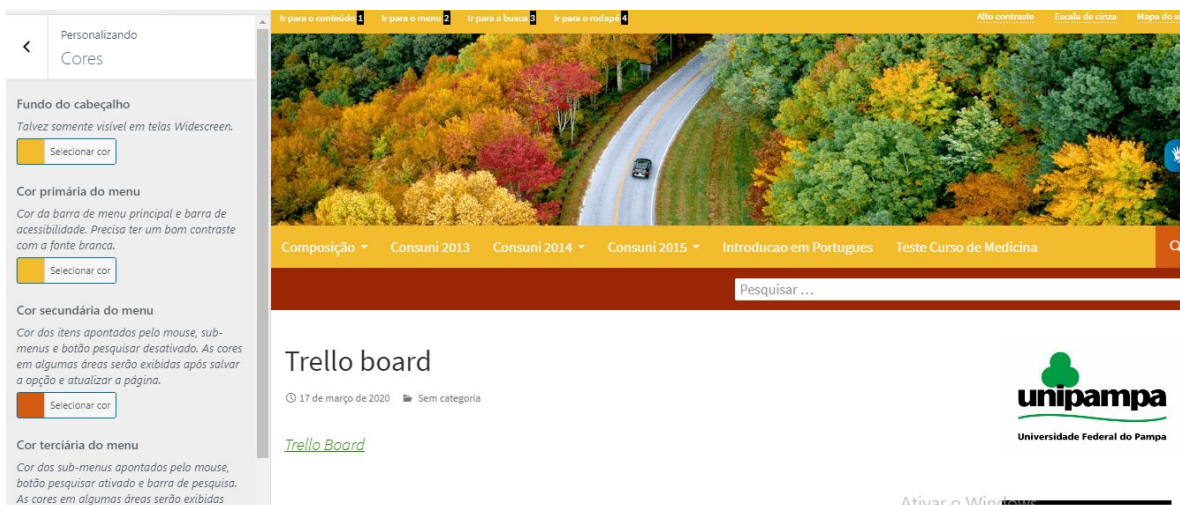 Personalizando
Cores
Fundo do cabeçalho
Talvez somente visível em telas Widescreen.
Selecionar cor
Cor primária do menu
Cor da barra de menu principal e barra de
acessibilidade. Precisa ter um bom contraste
com a fonte branca.
Selecionar cor
Cor secundária do menu
Cor dos itens apontados pelo mouse, sub-
menus e botão pesquisar desativado. As cores
em algumas áreas serão exibidas após salvar
a opção e atualizar a página.
Selecionar cor
Cor terciária do menu
Cor dos sub-menus apontados pelo mouse,
botão pesquisar ativado e barra de pesquisa.
As cores em algumas áreas serão exibidas
Ir para o conteúdo 1 Ir para o menu 2 Ir para a busca 3 Ir para o rodapé 4 Alto contraste Escala de cinza Mapa do si
Composição Consuni 2013 Consuni 2014 Consuni 2015 Introducao em Portugues Teste Curso de Medicina
Pesquisar ...
Trello board
17 de março de 2020 Sem categoria
Trello Board
unipampa
Universidade Federal do Pampa
Ativar o Windows